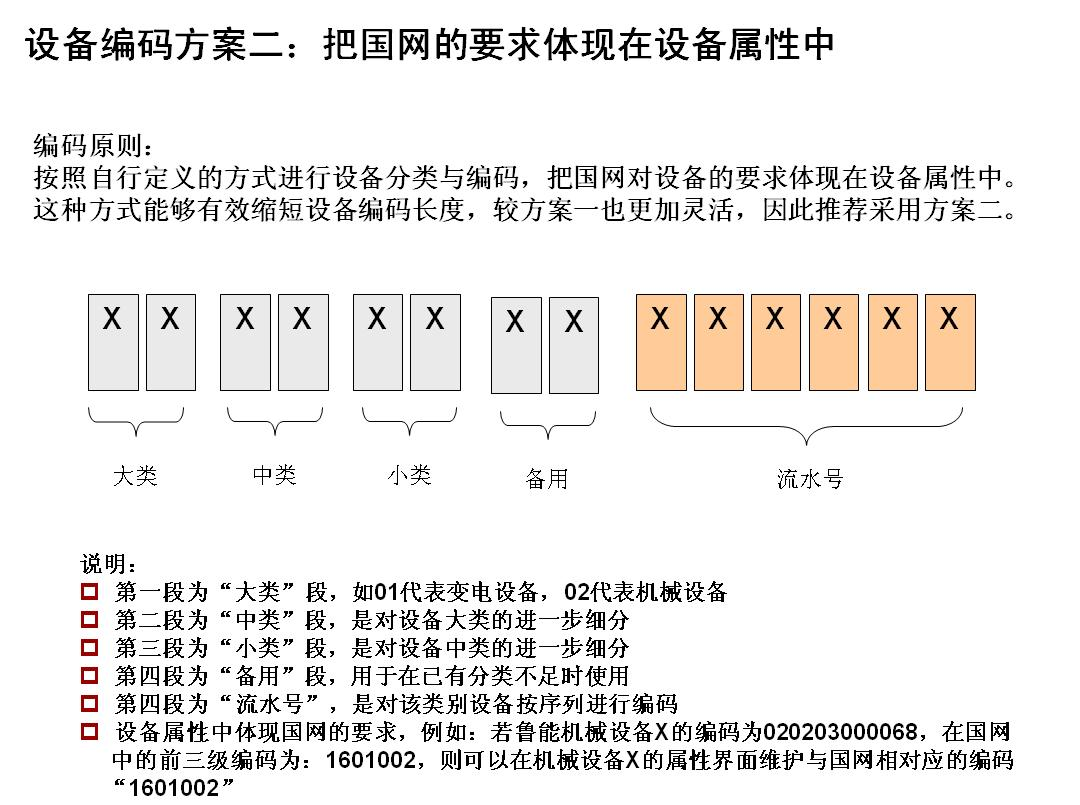 设备编码方案二：把国网的要求体现在设备属性中
编码原则：
按照自行定义的方式进行设备分类与编码，把国网对设备的要求体现在设备属性中。
这种方式能够有效缩短设备编码长度，较方案一也更加灵活，因此推荐采用方案二。
X X X X X X X X X X X X X X
大类 中类 小类 备用 流水号
说明：
第一段为“大类”段，如01代表变电设备，02代表机械设备
第二段为“中类”段，是对设备大类的进一步细分
第三段为“小类”段，是对设备中类的进一步细分
第四段为“备用”段，用于在已有分类不足时使用
第四段为“流水号”，是对该类别设备按序列进行编码
设备属性中体现国网的要求，例如：若鲁能机械设备X的编码为020203000068，在国网
中的前三级编码为：1601002，则可以在机械设备X的属性界面维护与国网相对应的编码
“1601002”